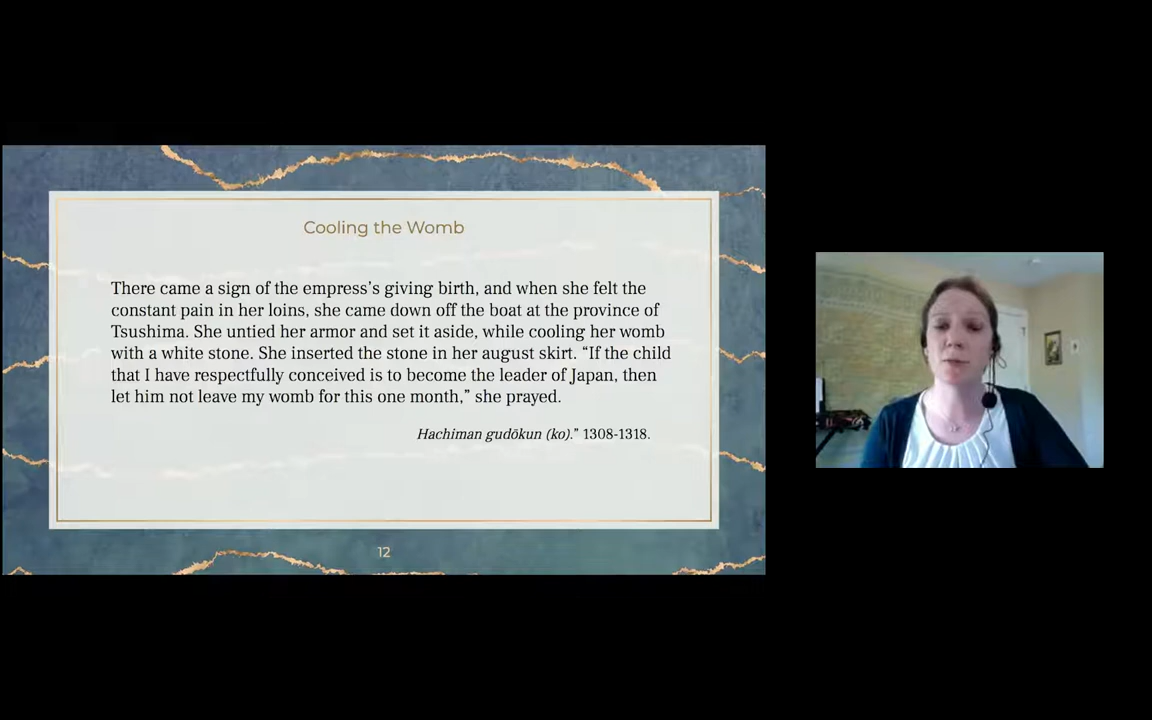 Cooling the Womb
There came a sign of the empress’s giving birth, and when she felt the
constant pain in her loins, she came down off the boat at the province of
Tsushima. She untied her armor and set it aside, while cooling her womb
with a white stone. She inserted the stone in her august skirt. “If the child
that I have respectfully conceived is to become the leader of Japan, then
let him not leave my womb for this one month,” she prayed.
Hachiman gudōkun (ko).” 1308-1318.
12